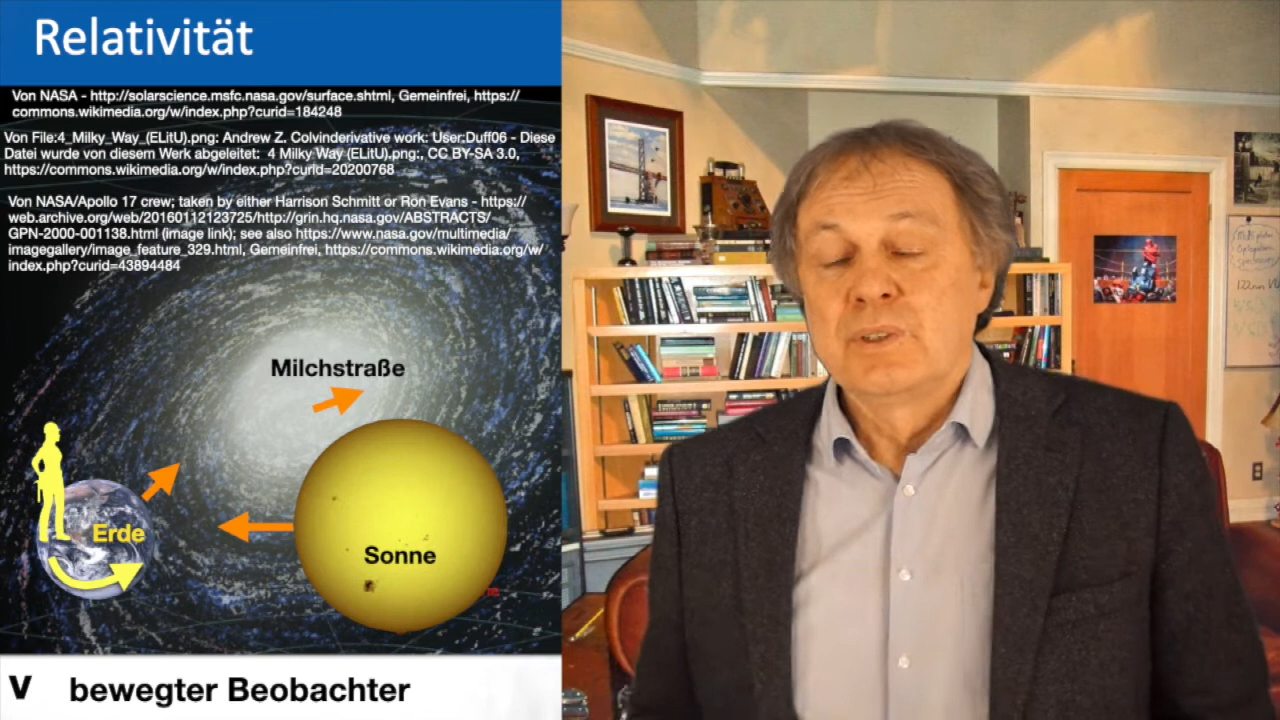 Relativität
Von NASA - http://solarscience.msfc.nasa.gov/surface.shtml, Gemeinfrei, https://
commons.wikimedia.org/w/index.php?curid=184248
Von File:4_Milky_Way_(ELitU).png: Andrew Z. Colvinderivative work: User:Duff06 - Diese
Datei wurde von diesem Werk abgeleitet:  4 Milky Way (ELitU).png:, CC BY-SA 3.0,
https://commons.wikimedia.org/w/index.php?curid=20200768
Von NASA/Apollo 17 crew; taken by either Harrison Schmitt or Ron Evans - https://
web.archive.org/web/20160112123725/http://grin.hq.nasa.gov/ABSTRACTS/
GPN-2000-001138.html (image link); see also https://www.nasa.gov/multimedia/
imagegallery/image_feature_329.html, Gemeinfrei, https://commons.wikimedia.org/w/
index.php?curid=43894484
Milchstraße
Erde
Sonne
v bewegter Beobachter